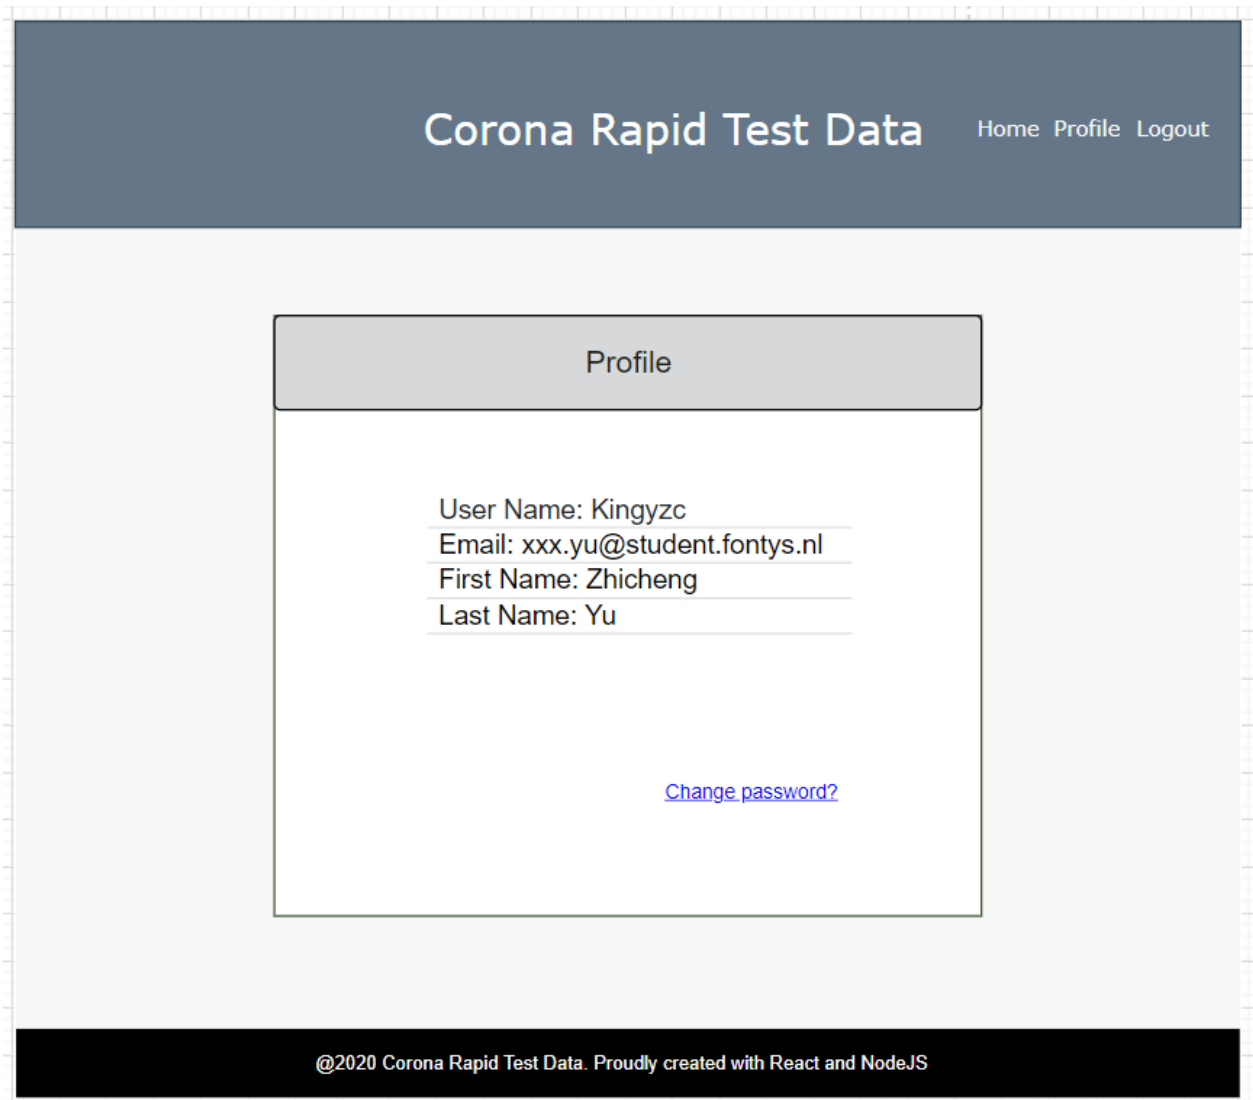 Corona Rapid Test Data
Home Profile Logout
Profile
User Name: Kingyzc
Email: xxx.yu@student.fontys.nl
First Name: Zhicheng
Last Name: Yu
Change password?
@2020 Corona Rapid Test Data. Proudly created with React and NodeJS